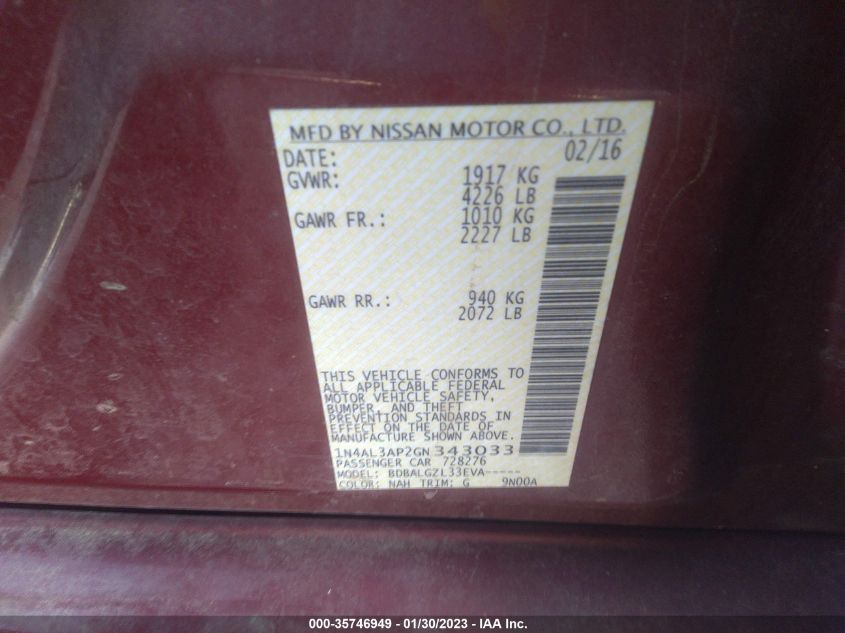 MFD BY NISSAN MOTOR CO., LTD.
DATE: 02/16
GVWR: 1917 KG
4226 LB
GAWR FR.: 1010 KG
2227 LB
GAWR RR.: 940 KG
2072 LB
THIS VEHICLE CONFORMS TO
ALL APPLICABLE FEDERAL
MOTOR VEHICLE SAFETY,
BUMPER, AND THEFT
PREVENTION STANDARDS IN
EFFECT ON THE DATE OF
MANUFACTURE SHOWN ABOVE.
1N4AL3AP2GN 343033
PASSENGER CAR 728276
MODEL: BDBALGZL33EVA-----
COLOR: NAH TRIM: G 9N00A
000-35746949 - 01/30/2023 - IAA Inc.